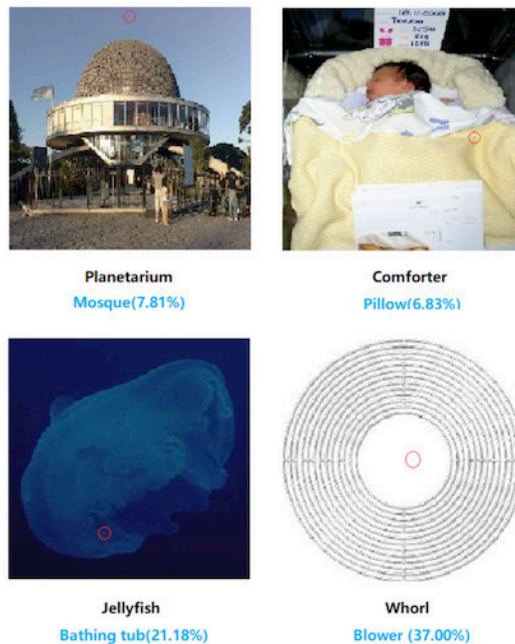 Planetarium
Mosque(7.81%)
Comforter
Pillow(6.83%)
Jellyfish
Bathing tub(21.18%)
Whorl
Blower (37.00%)